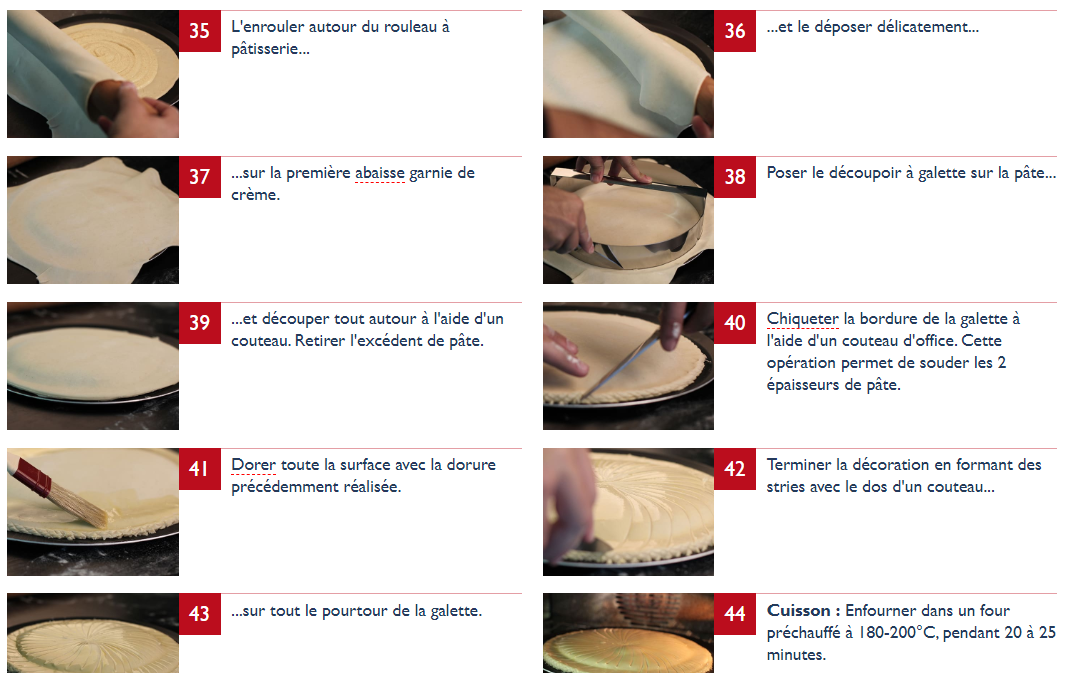 35
L'enrouler autour du rouleau à
pâtisserie...
36
...et le déposer délicatement...
37
...sur la première abaisse garnie de
crème.
38
Poser le découpoir à galette sur la pâte...
39
...et découper tout autour à l'aide d'un
couteau. Retirer l'excédent de pâte.
40
Chiqueter la bordure de la galette à
l'aide d'un couteau d'office. Cette
opération permet de souder les 2
épaisseurs de pâte.
41
Dorer toute la surface avec la dorure
précédemment réalisée.
42
Terminer la décoration en formant des
stries avec le dos d'un couteau...
43
...sur tout le pourtour de la galette.
44
Cuisson : Enfourner dans un four
préchauffé à 180-200°C, pendant 20 à 25
minutes.